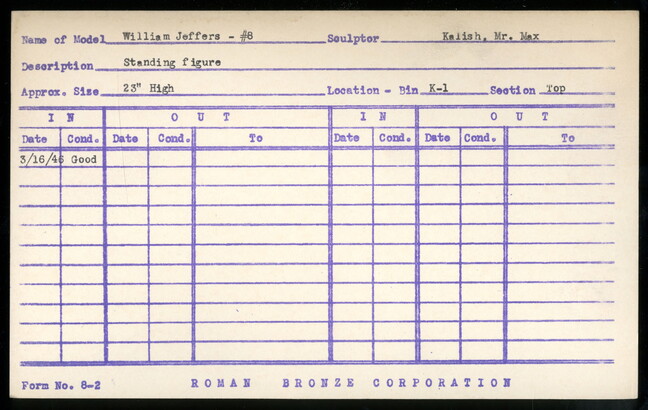 Name of Model William Jeffers - #8 Sculptor Kalish, Mr. Max
Description Standing figure
Approx. Size 23" High Location - Bin K-1 Section Top
IN OUT IN OUT
Date Cond. Date Cond. To Date Cond. Date Cond. To
3/16/46 Good
Form No. 8-2 ROMAN BRONZE CORPORATION